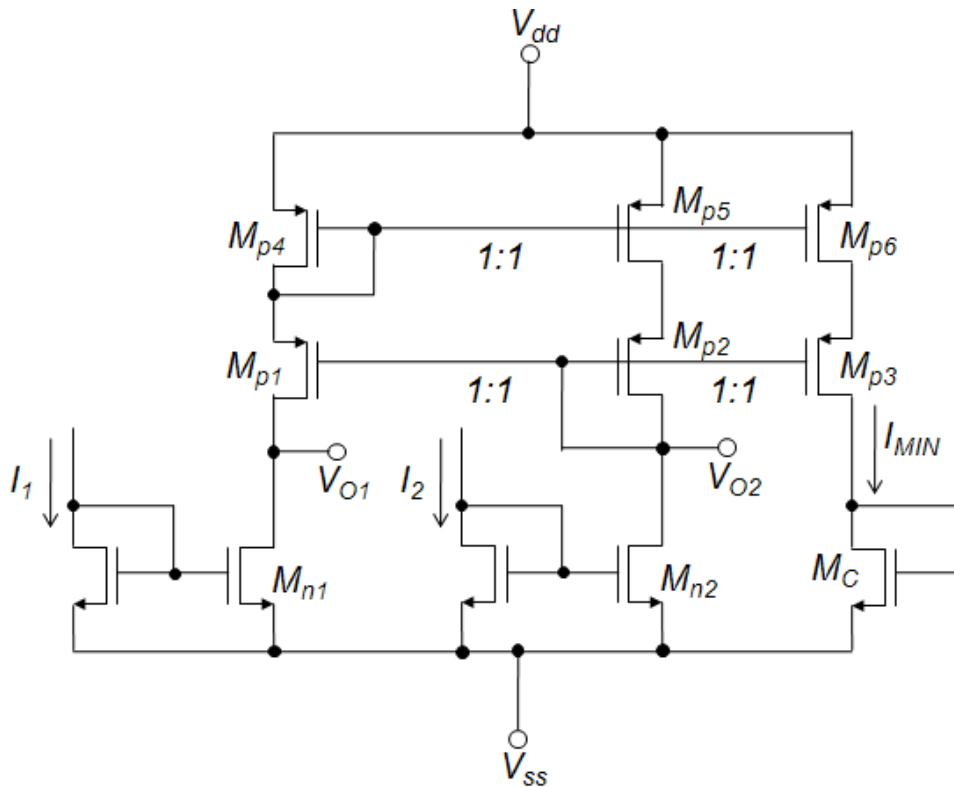 Vdd
Mp4
Mp5
Mp6
1:1
1:1
Mp1
Mp2
Mp3
1:1
1:1
I1
VO1
I2
VO2
IMIN
Mn1
Mn2
MC
Vss